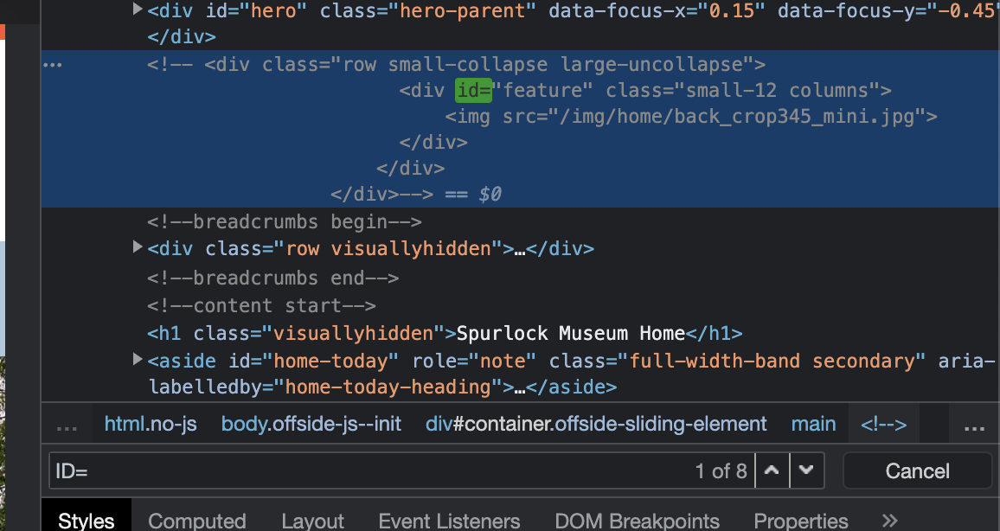 <div id="hero" class="hero-parent" data-focus-x="0.15" data-focus-y="-0.45"
</div>
… <!-- <div class="row small-collapse large-uncollapse">
<div id="feature" class="small-12 columns">
<img src="/img/home/back_crop345_mini.jpg">
</div>
</div>
</div>--> == $0
<!--breadcrumbs begin-->
<div class="row visuallyhidden">…</div>
<!--breadcrumbs end-->
<!--content start-->
<h1 class="visuallyhidden">Spurlock Museum Home</h1>
<aside id="home-today" role="note" class="full-width-band secondary" aria-
labelledby="home-today-heading">…</aside>
… html.no-js body.offside-js--init div#container.offside-sliding-element main <!--> …
ID= 1 of 8 Cancel
Styles Computed Layout Event Listeners DOM Breakpoints Properties »